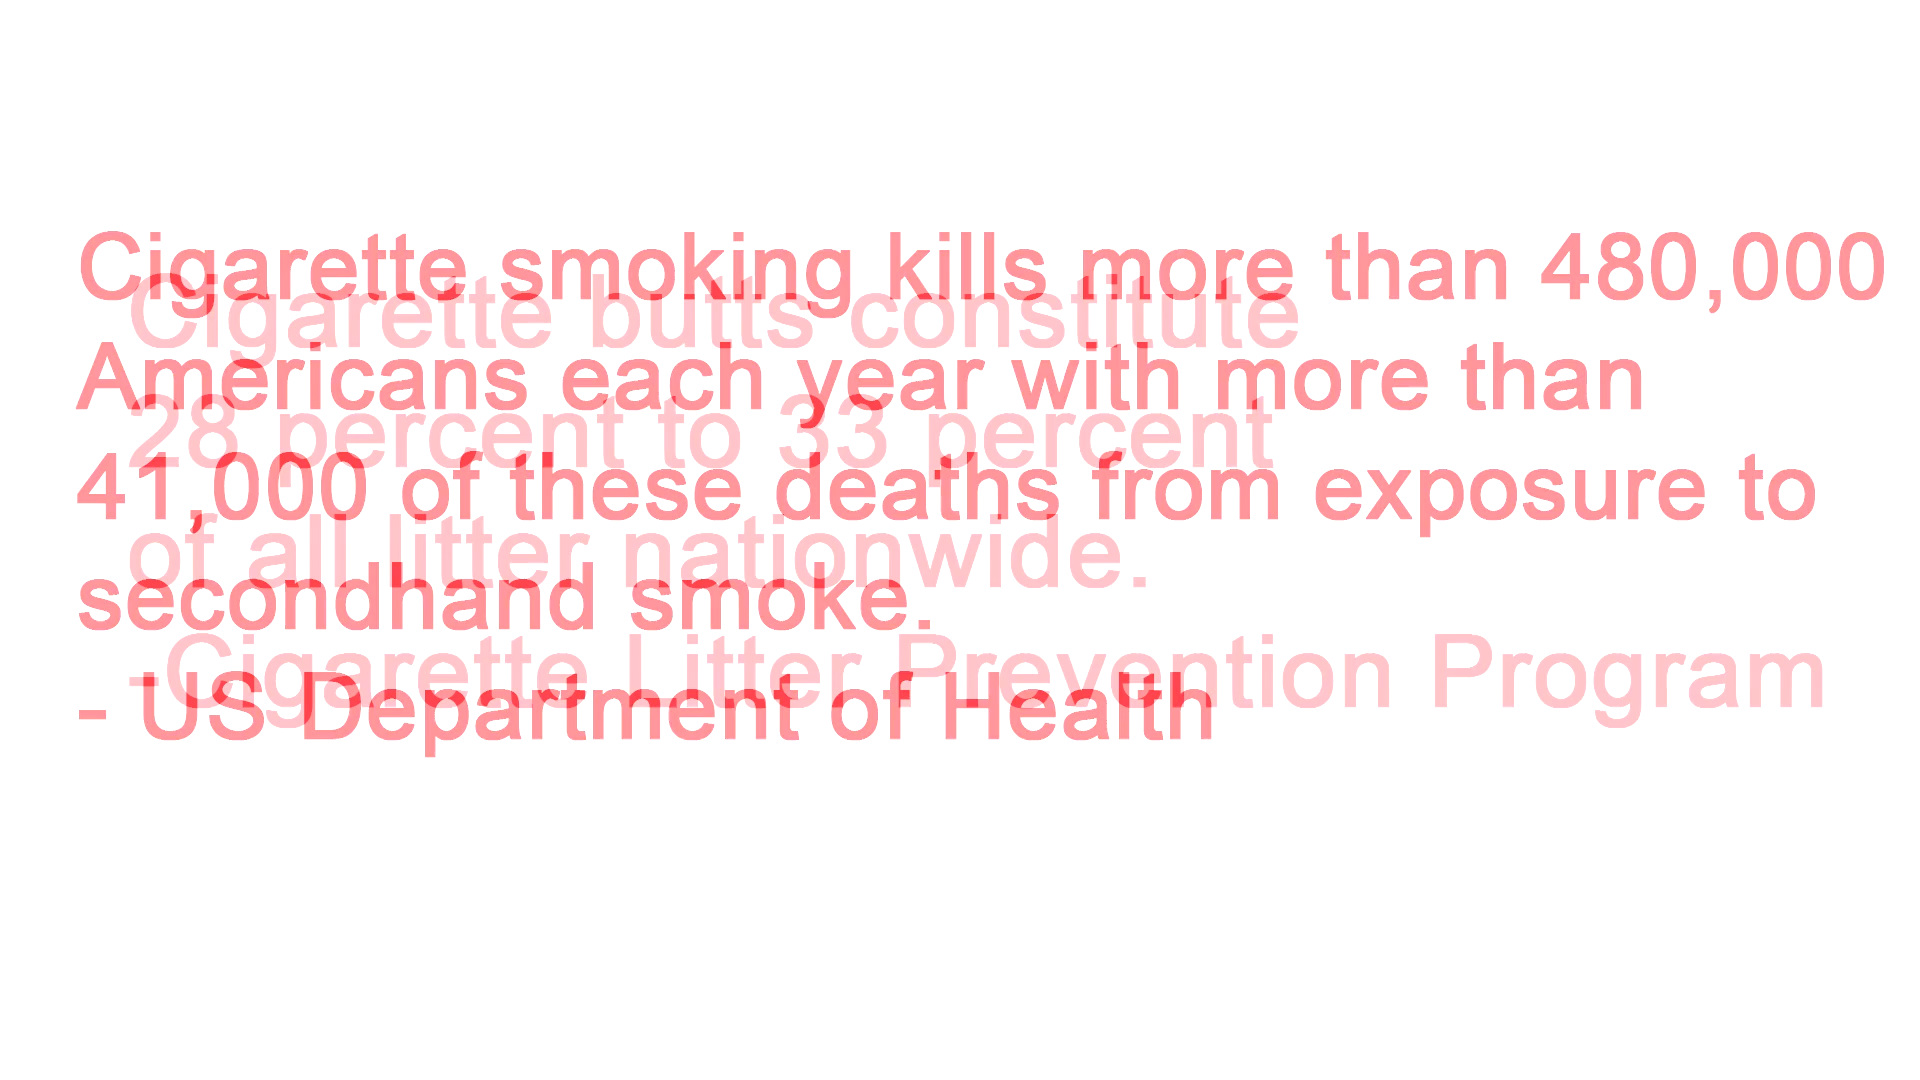 Cigarette smoking kills more than 480,000
Americans each year with more than
41,000 of these deaths from exposure to
secondhand smoke.
- US Department of Health
Cigarette butts constitute
28 percent to 33 percent
of all litter nationwide.
-Cigarette Litter Prevention Program